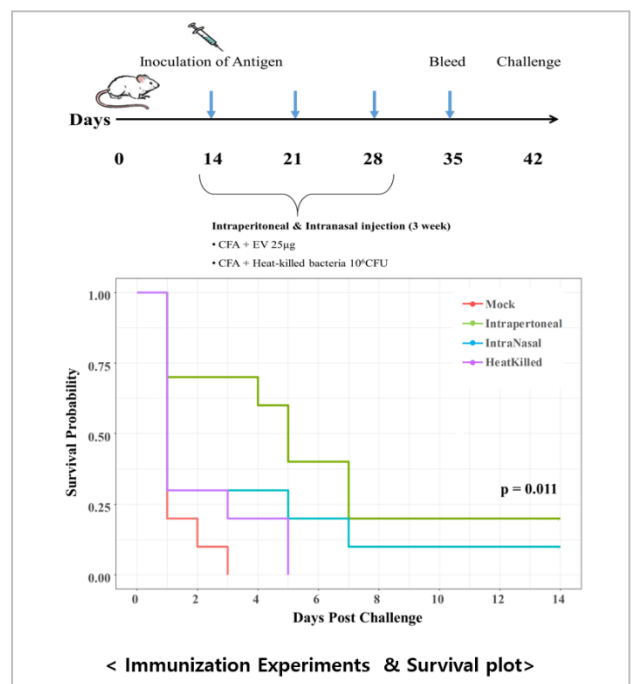 Inoculation of Antigen Bleed Challenge
Days
0 14 21 28 35 42
Intraperitoneal & Intranasal injection (3 week)
• CFA + EV 25μg
• CFA + Heat-killed bacteria 10⁶CFU
Mock
Intrapertoneal
IntraNasal
HeatKilled
p = 0.011
Survival Probability
1.00
0.75
0.50
0.25
0.00
0 2 4 6 8 10 12 14
Days Post Challenge
< Immunization Experiments & Survival plot>